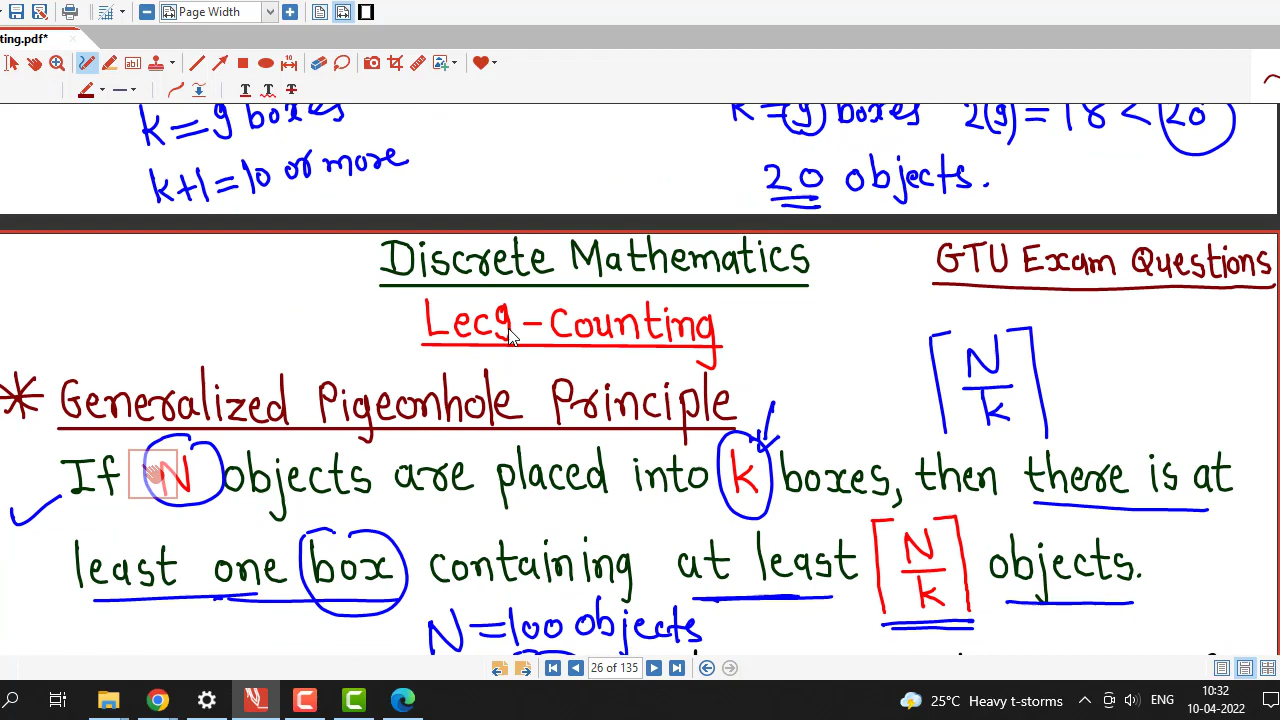 Page Width
ting.pdf*
k=9 boxes
k+1=10 or more
k=(9) boxes 2(9)=18<20
20 objects.
Discrete Mathematics
GTU Exam Questions
Lec9-Counting
* Generalized Pigeonhole Principle
⌈N/k⌉
If N objects are placed into k boxes, then there is at
least one box containing at least ⌈N/k⌉ objects.
N=100 objects
26 of 135
25°C Heavy t-storms
ENG
10:32
10-04-2022